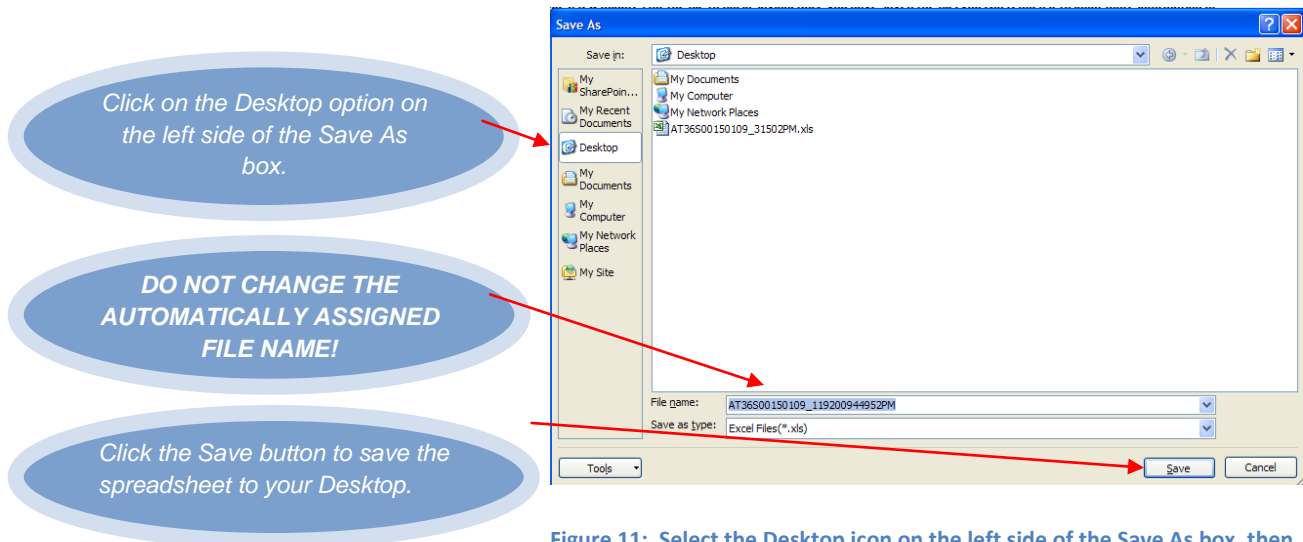 Save As
Save in:
Desktop
My
SharePoin...
My Recent
Documents
Desktop
My
Documents
My
Computer
My Network
Places
My Site
My Documents
My Computer
My Network Places
AT36S00150109_31502PM.xls
File name:
AT36S00150109_119200944952PM
Save as type:
Excel Files(*.xls)
Tools
Save
Cancel
Click on the Desktop option on
the left side of the Save As
box.
DO NOT CHANGE THE
AUTOMATICALLY ASSIGNED
FILE NAME!
Click the Save button to save the
spreadsheet to your Desktop.
Figure 11: Select the Desktop icon on the left side of the Save As box, then